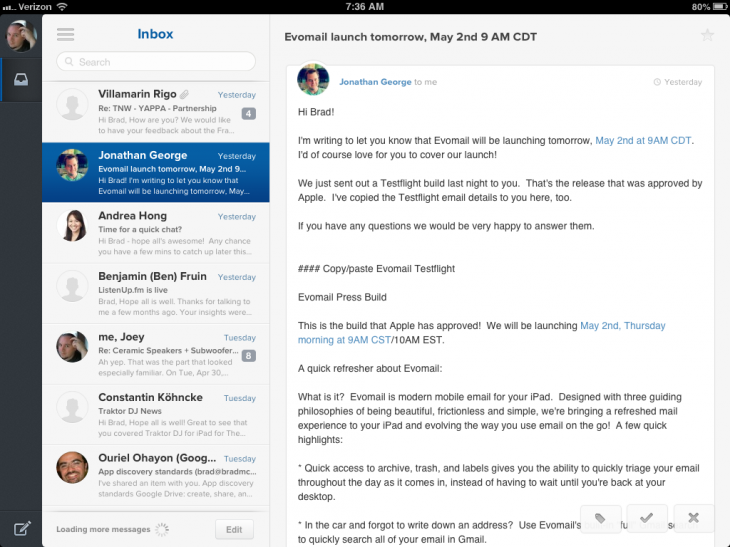 Verizon
7:36 AM
80%
Inbox
Search
Villamarin Rigo
Yesterday
Re: TNW - YAPPA - Partnership
Hi Brad, How are you? We would like
to have your feedback about the Fra...
4
Jonathan George
Yesterday
Evomail launch tomorrow, May 2nd 9...
Hi Brad! I'm writing to let you know that
Evomail will be launching tomorrow, May...
Andrea Hong
Yesterday
Time for a quick chat?
Hi Brad - hope all's awesome! Any chance
you have a few mins to catch up later this...
Benjamin (Ben) Fruin
Yesterday
ListenUp.fm is live
Brad, Hope all is well. Thanks for talking to
me a few months ago. Your insights were...
me, Joey
Tuesday
Re: Ceramic Speakers + Subwoofer...
Ah yep. That was the part that looked
especially familiar. On Tue, Apr 30,...
8
Constantin Köhncke
Tuesday
Traktor DJ News
Hi Brad, Hope all is well! Great to see that
you covered Traktor DJ for iPad for The...
Ouriel Ohayon (Goog...
Tuesday
App discovery standards (brad@bradmc...
I've shared an item with you. App discovery
standards Google Drive: create, share, an...
Loading more messages
Edit
Evomail launch tomorrow, May 2nd 9 AM CDT
Jonathan George to me
Yesterday
Hi Brad!
I'm writing to let you know that Evomail will be launching tomorrow, May 2nd at 9AM CDT.
I'd of course love for you to cover our launch!
We just sent out a Testflight build last night to you. That's the release that was approved by
Apple. I've copied the Testflight email details to you here, too.
If you have any questions we would be very happy to answer them.
#### Copy/paste Evomail Testflight
Evomail Press Build
This is the build that Apple has approved! We will be launching May 2nd, Thursday
morning at 9AM CST/10AM EST.
A quick refresher about Evomail:
What is it? Evomail is modern mobile email for your iPad. Designed with three guiding
philosophies of being beautiful, frictionless and simple, we're bringing a refreshed mail
experience to your iPad and evolving the way you use email on the go! A few quick
highlights:
* Quick access to archive, trash, and labels gives you the ability to quickly triage your email
throughout the day as it comes in, instead of having to wait until you're back at your
desktop.
* In the car and forgot to write down an address? Use Evomail's
to quickly search all of your email in Gmail.